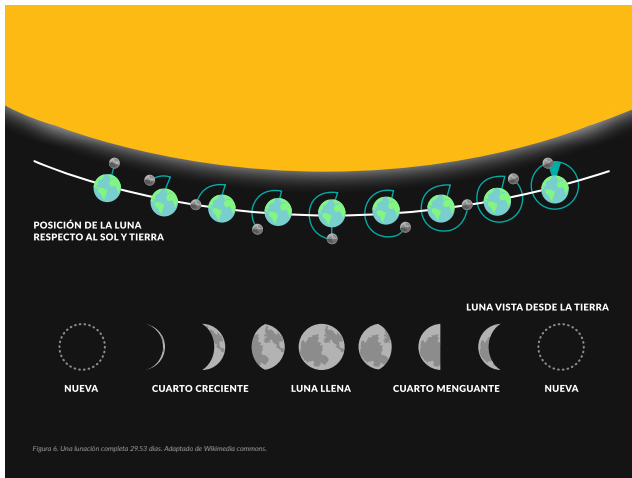 POSICIÓN DE LA LUNA
RESPECTO AL SOL Y TIERRA
LUNA VISTA DESDE LA TIERRA
NUEVA
CUARTO CRECIENTE
LUNA LLENA
CUARTO MENGUANTE
NUEVA
Figura 6. Una lunación completa 29.53 días. Adaptado de Wikimedia commons.